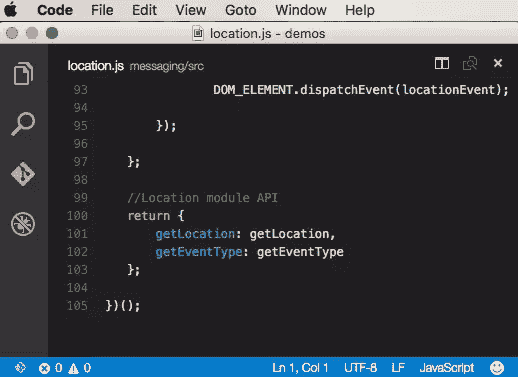 Code File Edit View Goto Window Help
location.js - demos
location.js messaging/src
93 DOM_ELEMENT.dispatchEvent(locationEvent);
94
95 });
96
97 };
98
99 //Location module API
100 return {
101 getLocation: getLocation,
102 getEventType: getEventType
103 };
104
105 })();
0 0 Ln 1, Col 1 UTF-8 LF JavaScript